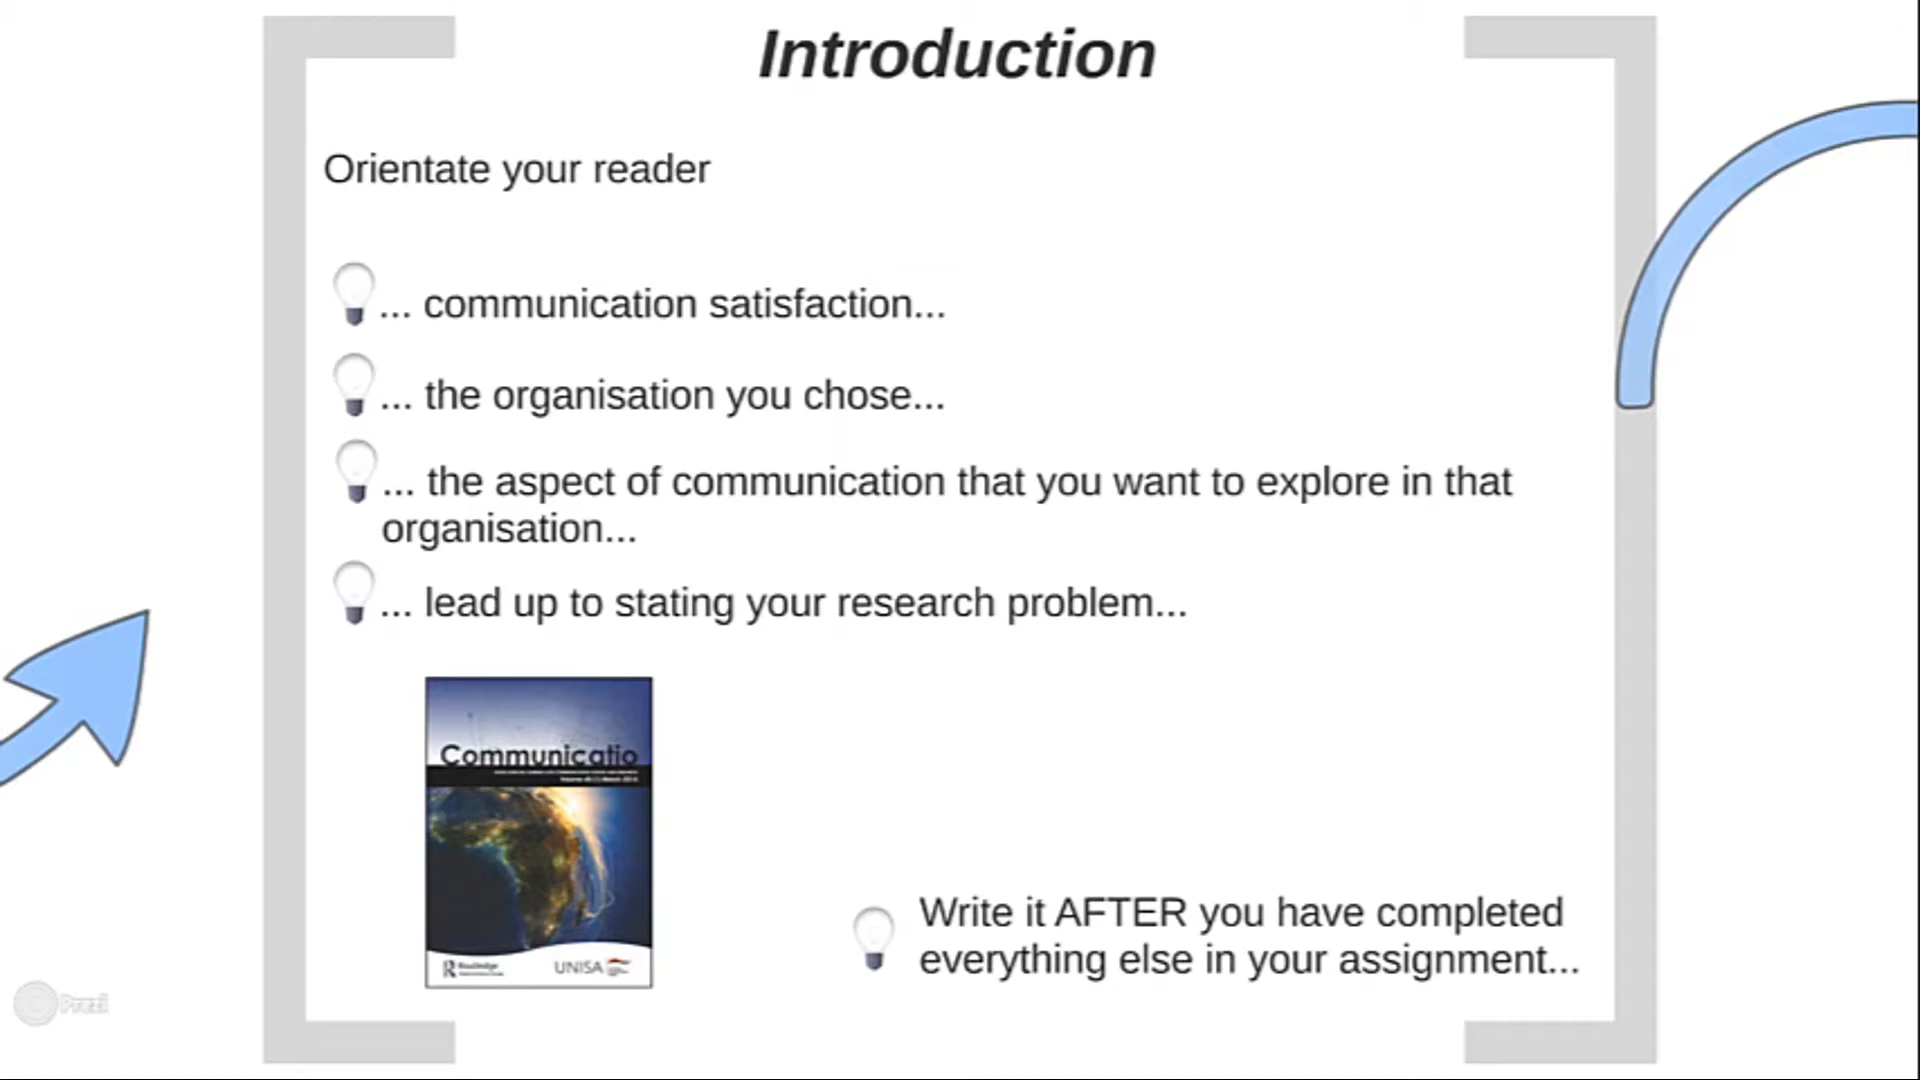 Introduction
Orientate your reader
... communication satisfaction...
... the organisation you chose...
... the aspect of communication that you want to explore in that
organisation...
... lead up to stating your research problem...
Communicatio
Routledge
UNISA
Write it AFTER you have completed
everything else in your assignment...
Prezi